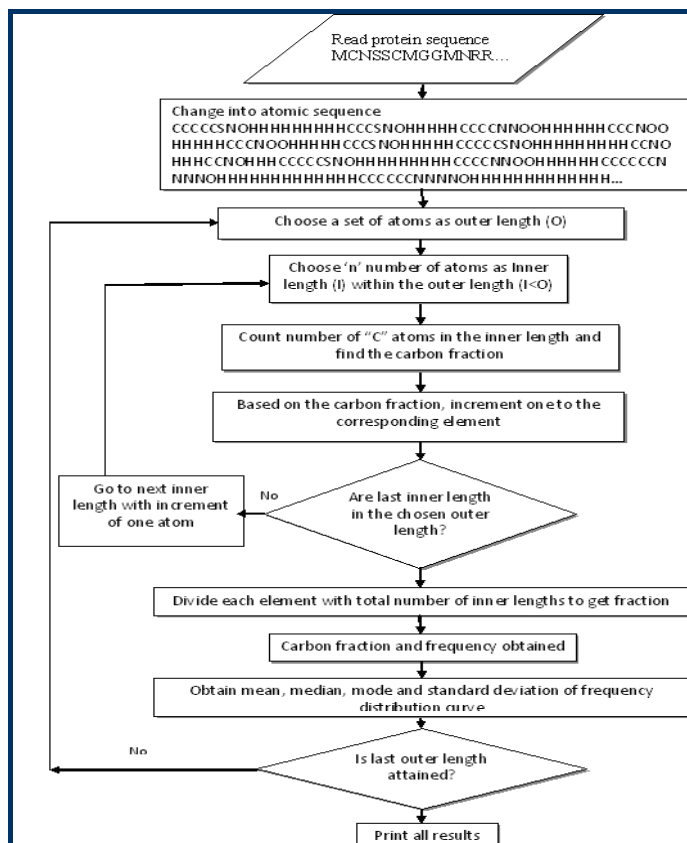 Read protein sequence
MCNSSCMGGMNRR...
Change into atomic sequence
CCCCCSNOHHHHHHHHHCCCSNOHHHHHCCCCNNOOHHHHHHCCCNOO
HHHHHCCCNOOHHHHHCCCSNOHHHHHCCCCCSNOHHHHHHHHHCCNO
HHHCCNOHHHCCCCCSNOHHHHHHHHHCCCCNNOOHHHHHHCCCCCCN
NNNOHHHHHHHHHHHHCCCCCCNNNNOHHHHHHHHHHHH...
Choose a set of atoms as outer length (O)
Choose 'n' number of atoms as Inner
length (I) within the outer length (I<O)
Count number of "C" atoms in the inner length and
find the carbon fraction
Based on the carbon fraction, increment one to the
corresponding element
Go to next inner
length with increment
of one atom
No
Are last inner length
in the chosen outer
length?
Divide each element with total number of inner lengths to get fraction
Carbon fraction and frequency obtained
Obtain mean, median, mode and standard deviation of frequency
distribution curve
No
Is last outer length
attained?
Print all results